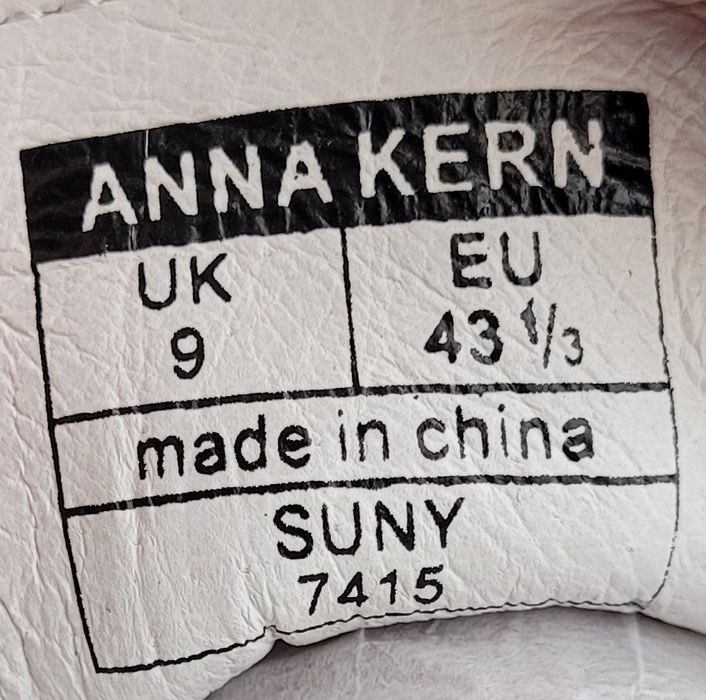 ANNA KERN
UK EU
9 43 1/3
made in china
SUNY
7415